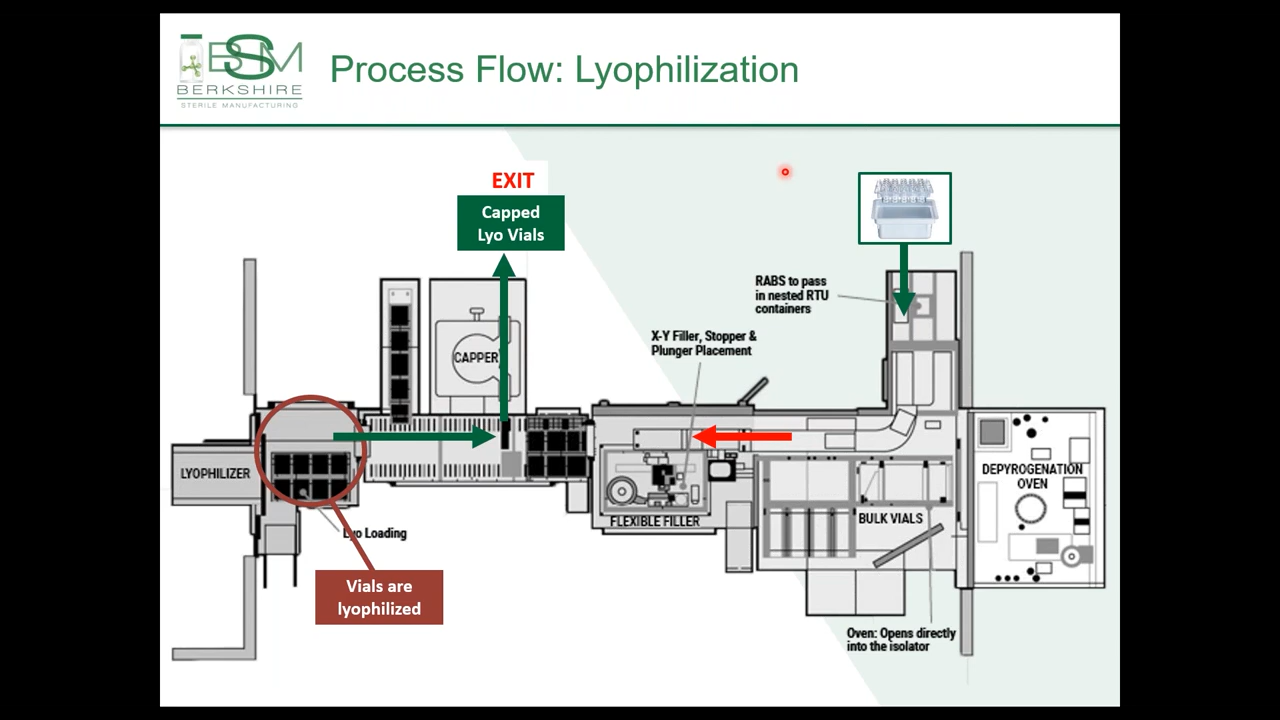 BSM
BERKSHIRE
STERILE MANUFACTURING
Process Flow: Lyophilization
EXIT
Capped
Lyo Vials
RABS to pass
in nested RTU
containers
X-Y Filler, Stopper &
Plunger Placement
CAPPER
LYOPHILIZER
DEPYROGENATION
OVEN
FLEXIBLE FILLER
BULK VIALS
Lyo Loading
Vials are
lyophilized
Oven: Opens directly
into the isolator